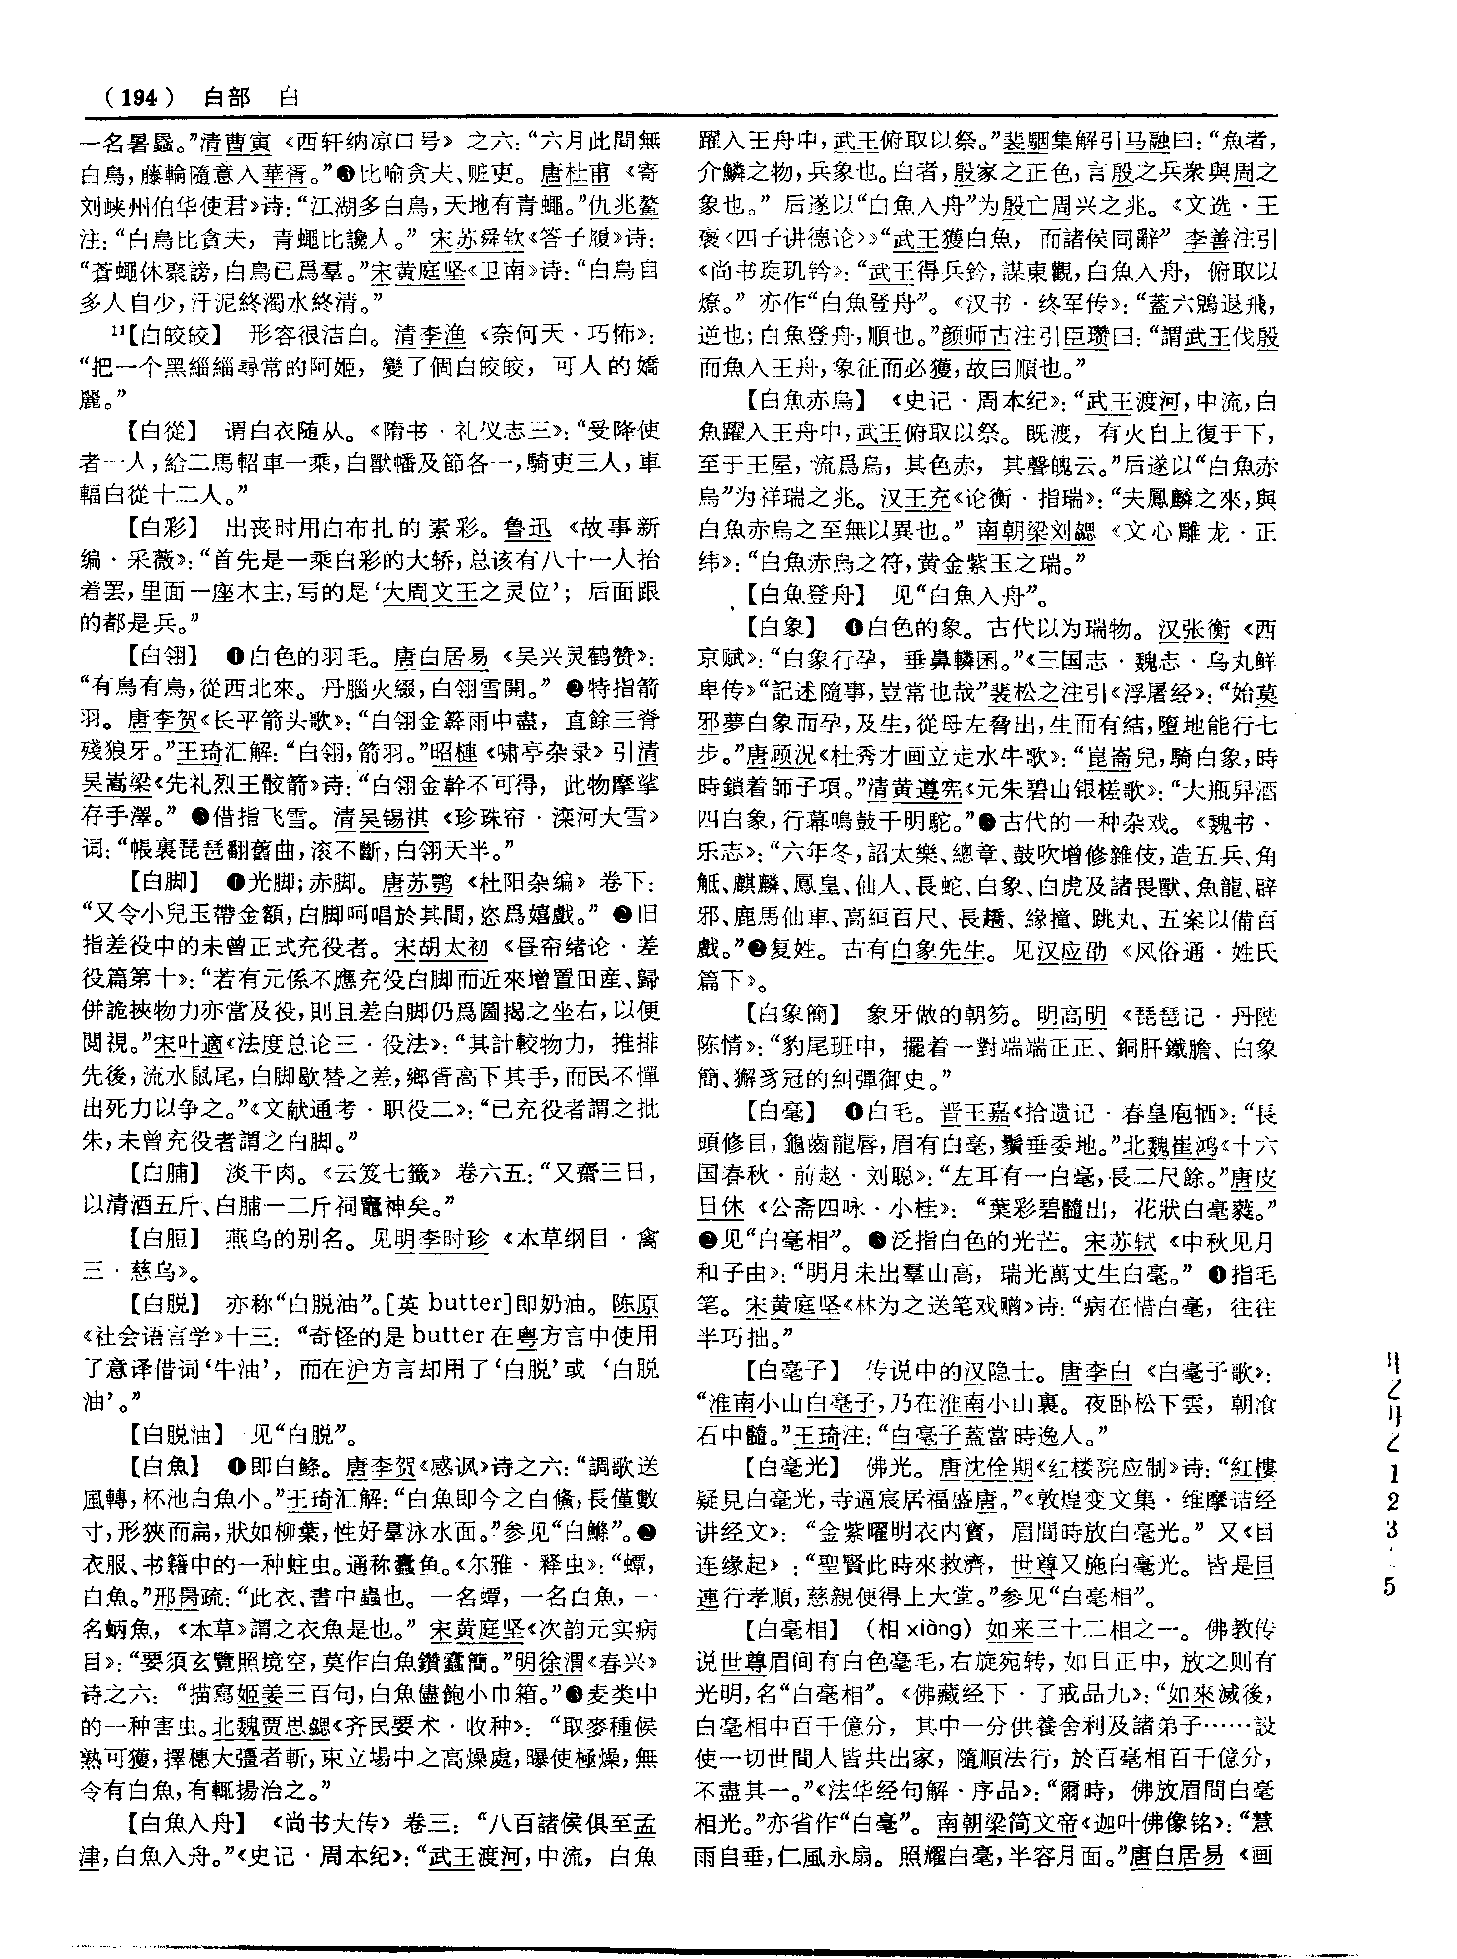 （194） 白部 白
一名暑蟁。”清曹寅《西轩纳凉口号》之六：“六月此間無
白鳥，藤輪隨意入華胥。”❸比喻贪夫、赃吏。唐杜甫《寄
刘峡州伯华使君》诗：“江湖多白鳥，天地有青蠅。”仇兆鳌
注：“白鳥比貪夫，青蠅比讒人。”宋苏舜钦《答子履》诗：
“蒼蠅休聚謗，白鳥已爲羣。”宋黄庭坚《卫南》诗：“白鳥自
多人自少，汙泥終濁水終清。”
11【白皎皎】 形容很洁白。清李渔《奈何天·巧怖》：
“把一个黑緇緇尋常的阿姬，變了個白皎皎，可人的嬌
麗。”
【白從】 谓白衣随从。《隋书·礼仪志三》：“受降使
者一人，給二馬軺車一乘，白獸幡及節各一，騎吏三人，車
輻白從十二人。”
【白彩】 出丧时用白布扎的素彩。鲁迅《故事新
编·采薇》：“首先是一乘白彩的大轿，总该有八十一人抬
着罢，里面一座木主，写的是‘大周文王之灵位’；后面跟
的都是兵。”
【白翎】 ❶白色的羽毛。唐白居易《吴兴灵鹤赞》：
“有鳥有鳥，從西北來。丹腦火綴，白翎雪開。”❷特指箭
羽。唐李贺《长平箭头歌》：“白翎金簳雨中盡，直餘三脊
殘狼牙。”王琦汇解：“白翎，箭羽。”昭梿《啸亭杂录》引清
吴嵩梁《先礼烈王骰箭》诗：“白翎金幹不可得，此物摩挲
存手澤。”❸借指飞雪。清吴锡祺《珍珠帘·滦河大雪》
词：“帳裏琵琶翻舊曲，滚不斷，白翎天半。”
【白脚】 ❶光脚；赤脚。唐苏鹗《杜阳杂编》卷下：
“又令小兒玉帶金額，白脚呵唱於其間，恣爲嬉戲。”❷旧
指差役中的未曾正式充役者。宋胡太初《昼帘绪论·差
役篇第十》：“若有元係不應充役白脚而近來增置田産、歸
併詭挾物力亦當及役，則且差白脚仍爲圖揭之坐右，以便
閲視。”宋叶適《法度总论三·役法》：“其計較物力，推排
先後，流水鼠尾，白脚歇替之差，鄉胥高下其手，而民不憚
出死力以争之。”《文献通考·职役二》：“已充役者謂之批
朱，未曾充役者謂之白脚。”
【白脯】 淡干肉。《云笈七籤》卷六五：“又齋三日，
以清酒五斤、白脯一二斤祠竈神矣。”
【白脰】 燕乌的别名。见明李时珍《本草纲目·禽
三·慈乌》。
【白脱】 亦称“白脱油”。[英 butter]即奶油。陈原
《社会语言学》十三：“奇怪的是butter在粤方言中使用
了意译借词‘牛油’，而在沪方言却用了‘白脱’或‘白脱
油’。”
【白脱油】 见“白脱”。
【白魚】 ❶即白鲦。唐李贺《感讽》诗之六：“調歌送
風轉，杯池白魚小。”王琦汇解：“白魚即今之白鯈，長僅數
寸，形狹而扁，狀如柳葉，性好羣泳水面。”参见“白鰷”。❷
衣服、书籍中的一种蛀虫。通称蠹鱼。《尔雅·释虫》：“蟫，
白魚。”邢昺疏：“此衣、書中蟲也。一名蟫，一名白魚，一
名蛃魚，《本草》謂之衣魚是也。”宋黄庭坚《次韵元实病
目》：“要須玄覽照境空，莫作白魚鑽蠹簡。”明徐渭《春兴》
诗之六：“描寫姬姜三百句，白魚儘飽小巾箱。”❸麦类中
的一种害虫。北魏贾思勰《齐民要术·收种》：“取麥種候
熟可獲，擇穗大彊者斬，束立場中之高燥處，曝使極燥，無
令有白魚，有輒揚治之。”
【白魚入舟】 《尚书大传》卷三：“八百諸侯俱至孟
津，白魚入舟。”《史记·周本纪》：“武王渡河，中流，白魚
躍入王舟中，武王俯取以祭。”裴駰集解引马融曰：“魚者，
介鱗之物，兵象也。白者，殷家之正色，言殷之兵衆與周之
象也。”后遂以“白魚入舟”为殷亡周兴之兆。《文选·王
褒〈四子讲德论〉》“武王獲白魚，而諸侯同辭”李善注引
《尚书琁玑钤》：“武王得兵鈐，謀東觀，白魚入舟，俯取以
燎。”亦作“白魚登舟”。《汉书·终军传》：“蓋六鶂退飛，
逆也；白魚登舟，順也。”颜师古注引臣瓒曰：“謂武王伐殷
而魚入王舟，象征而必獲，故曰順也。”
【白魚赤烏】 《史记·周本纪》：“武王渡河，中流，白
魚躍入王舟中，武王俯取以祭。既渡，有火自上復于下，
至于王屋，流爲烏，其色赤，其聲魄云。”后遂以“白魚赤
烏”为祥瑞之兆。汉王充《论衡·指瑞》：“夫鳳麟之來，與
白魚赤烏之至無以異也。”南朝梁刘勰《文心雕龙·正
纬》：“白魚赤烏之符，黄金紫玉之瑞。”
【白魚登舟】 见“白魚入舟”。
【白象】 ❶白色的象。古代以为瑞物。汉张衡《西
京赋》：“白象行孕，垂鼻轔囷。”《三国志·魏志·乌丸鲜
卑传》“記述隨事，豈常也哉”裴松之注引《浮屠经》：“始莫
邪夢白象而孕，及生，從母左脅出，生而有結，墮地能行七
步。”唐顾況《杜秀才画立走水牛歌》：“崑崙兒，騎白象，時
時鎖着師子項。”清黄遵宪《元朱碧山银槎歌》：“大瓶舁酒
四白象，行幕鳴鼓千明駝。”❷古代的一种杂戏。《魏书·
乐志》：“六年冬，詔太樂、總章、鼓吹增修雜伎，造五兵、角
觝、麒麟、鳳皇、仙人、長蛇、白象、白虎及諸畏獸、魚龍、辟
邪、鹿馬仙車、高絙百尺、長趫、緣橦、跳丸、五案以備百
戲。”❸复姓。古有白象先生。见汉应劭《风俗通·姓氏
篇下》。
【白象簡】 象牙做的朝笏。明高明《琵琶记·丹陛
陈情》：“豹尾班中，擺着一對端端正正、銅肝鐵膽、白象
簡、獬豸冠的糾彈御史。”
【白毫】 ❶白毛。晋王嘉《拾遗记·春皇庖牺》：“長
頭修目，龜齒龍唇，眉有白毫，鬚垂委地。”北魏崔鸿《十六
国春秋·前赵·刘聪》：“左耳有一白毫，長二尺餘。”唐皮
日休《公斋四咏·小桂》：“葉彩碧髓出，花狀白毫蕤。”
❷见“白毫相”。❸泛指白色的光芒。宋苏轼《中秋见月
和子由》：“明月未出羣山高，瑞光萬丈生白毫。”❹指毛
笔。宋黄庭坚《林为之送笔戏赠》诗：“病在惜白毫，往往
半巧拙。”
【白毫子】 传说中的汉隐士。唐李白《白毫子歌》：
“淮南小山白毫子，乃在淮南小山裏。夜卧松下雲，朝飡
石中髓。”王琦注：“白毫子蓋當時逸人。”
【白毫光】 佛光。唐沈佺期《红楼院应制》诗：“紅樓
疑見白毫光，寺逼宸居福盛唐。”《敦煌变文集·维摩诘经
讲经文》：“金紫曜明衣内寶，眉間時放白毫光。”又《目
连缘起》：“聖賢此時來救濟，世尊又施白毫光。皆是目
連行孝順，慈親便得上天堂。”参见“白毫相”。
【白毫相】 （相 xiàng）如来三十二相之一。佛教传
说世尊眉间有白色毫毛，右旋宛转，如日正中，放之则有
光明，名“白毫相”。《佛藏经下·了戒品九》：“如來滅後，
白毫相中百千億分，其中一分供養舍利及諸弟子……設
使一切世間人皆共出家，隨順法行，於百毫相百千億分，
不盡其一。”《法华经句解·序品》：“爾時，佛放眉間白毫
相光。”亦省作“白毫”。南朝梁简文帝《迦叶佛像铭》：“慧
雨自垂，仁風永扇。照耀白毫，半容月面。”唐白居易《画